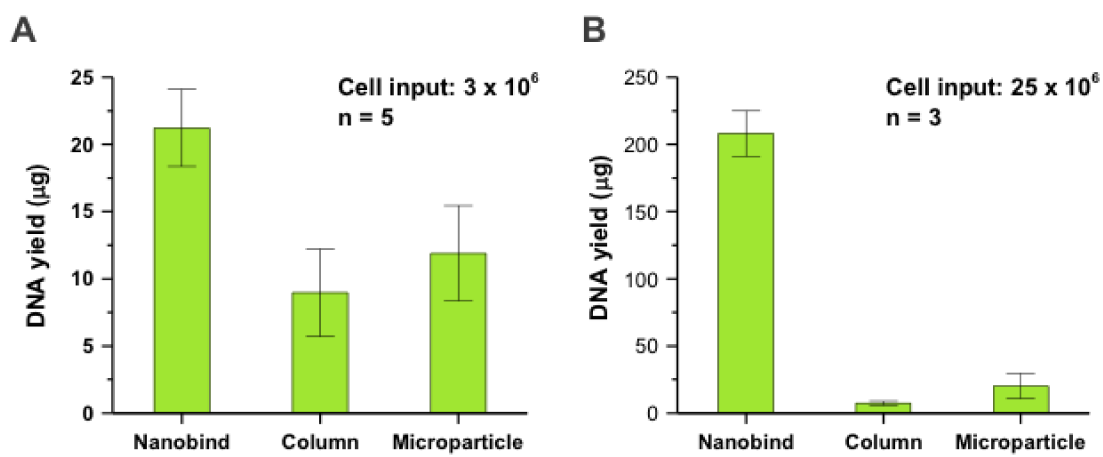 A
Cell input: 3 x 10⁶
n = 5
DNA yield (μg)
25
20
15
10
5
0
Nanobind Column Microparticle
B
Cell input: 25 x 10⁶
n = 3
DNA yield (μg)
250
200
150
100
50
0
Nanobind Column Microparticle